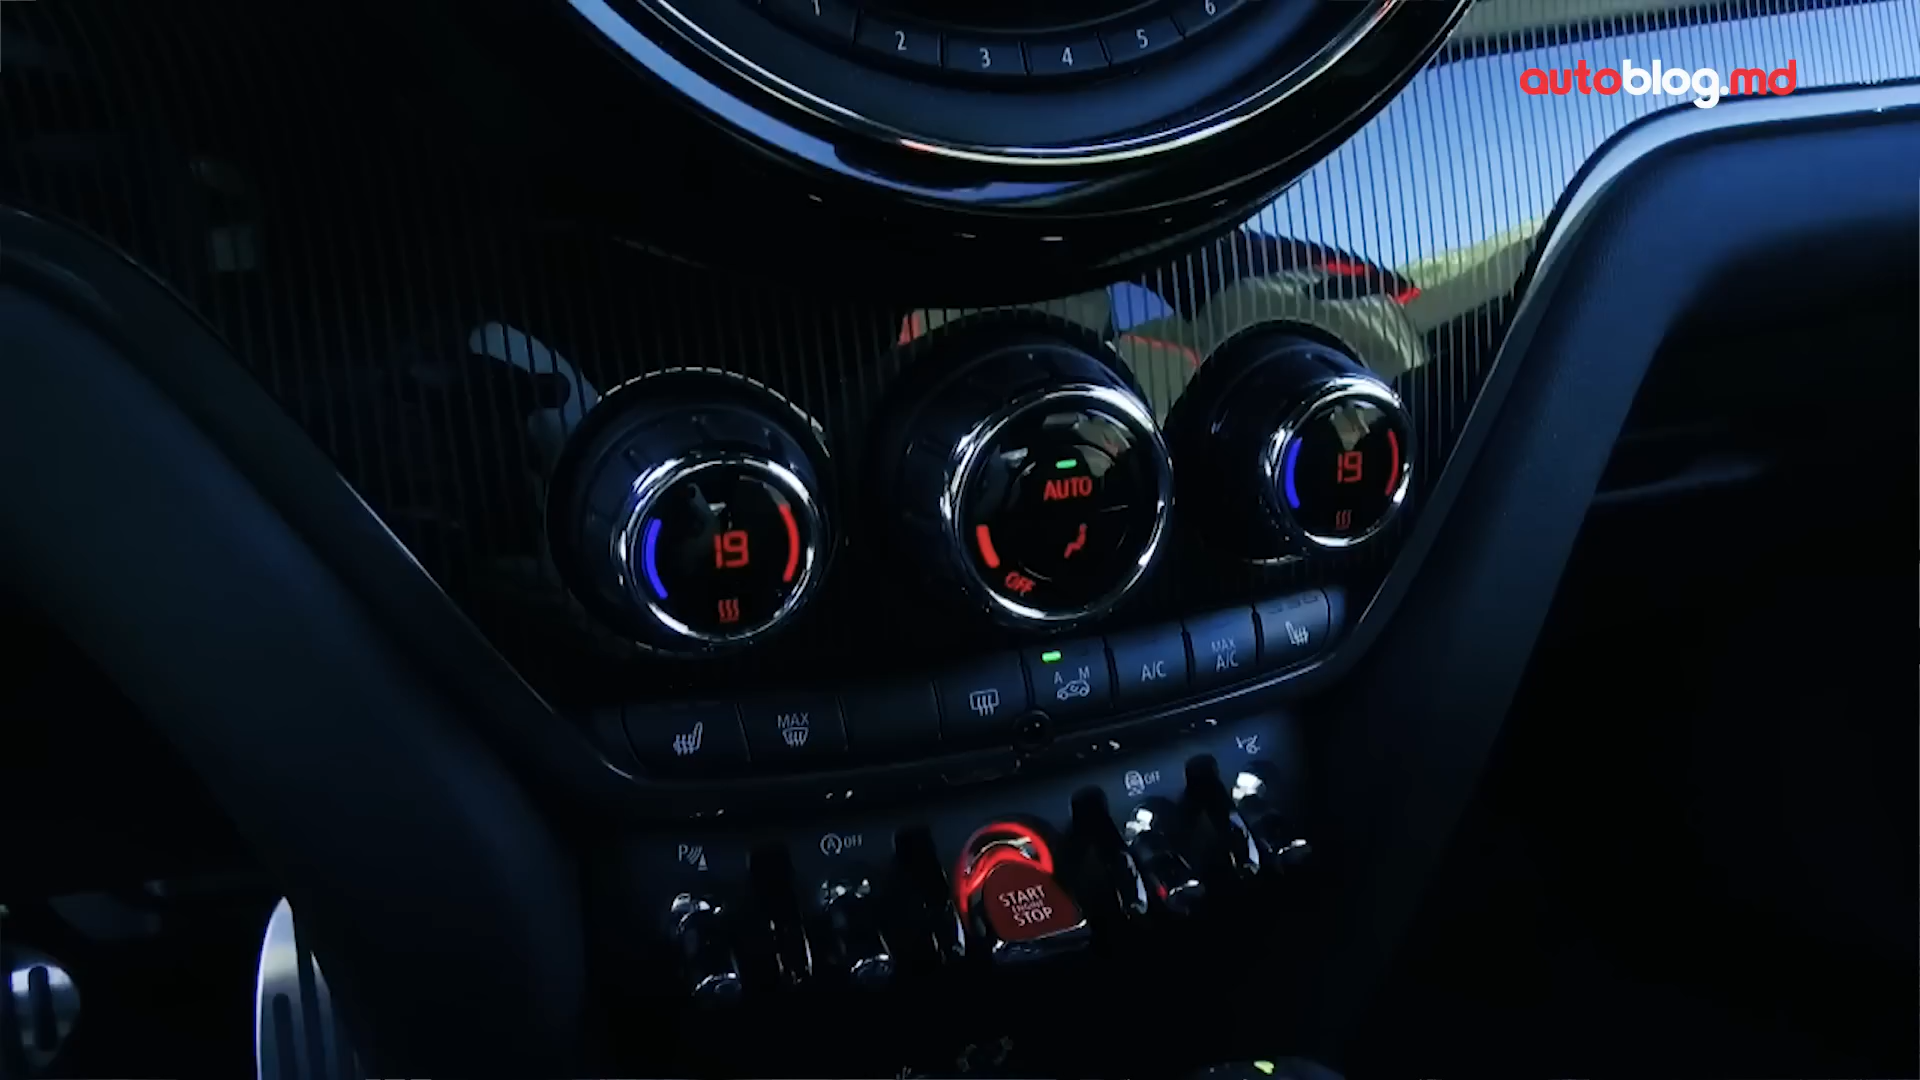 2
3
4
5
6
autoblog.md
19
AUTO
OFF
19
MAX
A M
A/C
MAX
A/C
P
A OFF
OFF
START
ENGINE
STOP